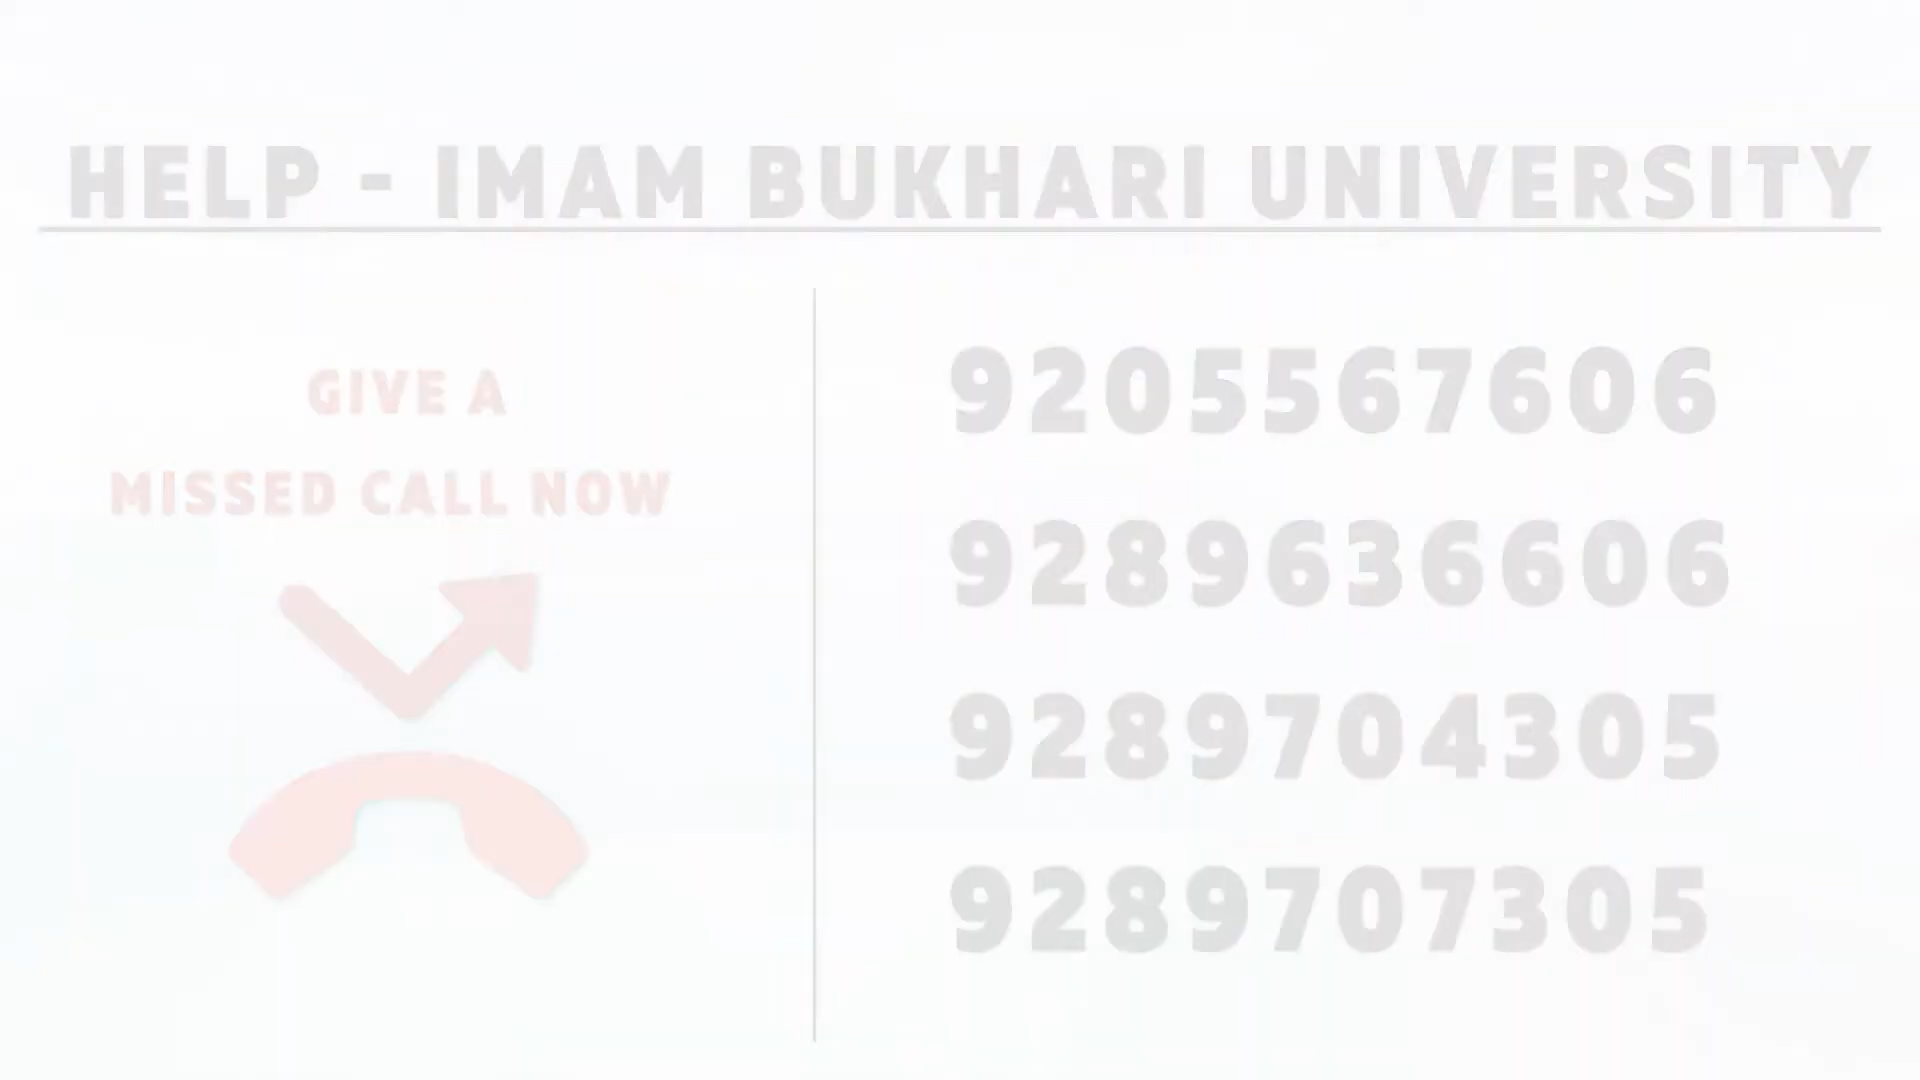 HELP - IMAM BUKHARI UNIVERSITY
GIVE A
MISSED CALL NOW
9205567606
9289636606
9289704305
9289707305